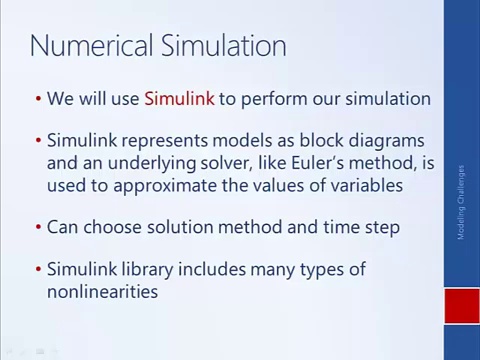 Numerical Simulation
• We will use Simulink to perform our simulation
• Simulink represents models as block diagrams
and an underlying solver, like Euler's method, is
used to approximate the values of variables
• Can choose solution method and time step
• Simulink library includes many types of
nonlinearities
Modeling Challenges